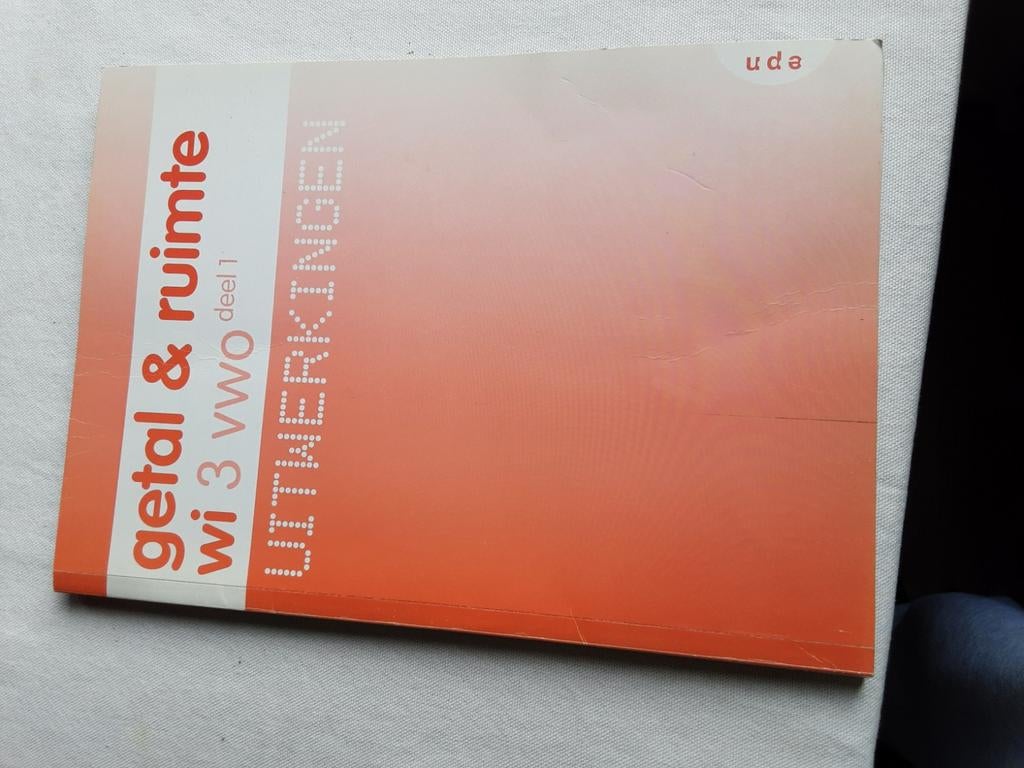 getal & ruimte
wi 3 vwo deel 1
UITWERKINGEN
epn